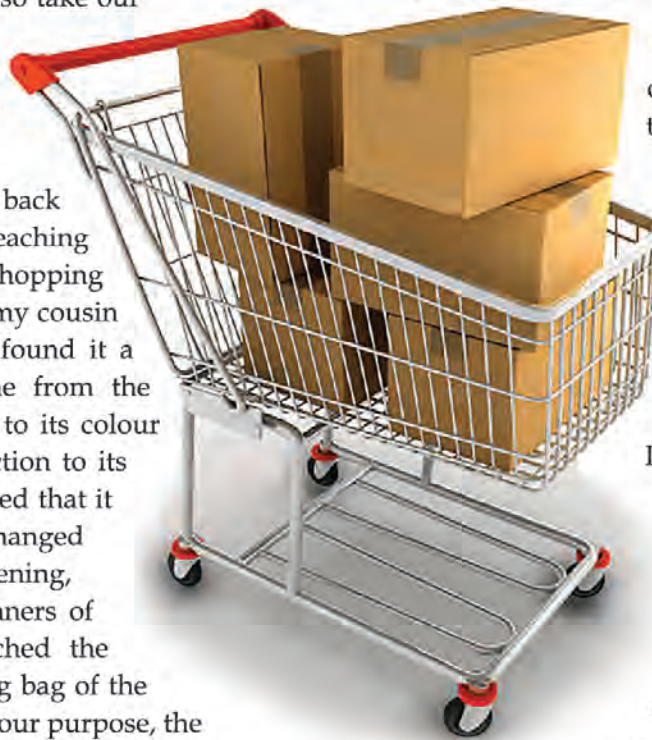 so take our
back
eaching
hopping
my cousin
found it a
e from the
to its colour
ction to its
ed that it
hanged
ening,
ners of
ched the
g bag of the
our purpose, the